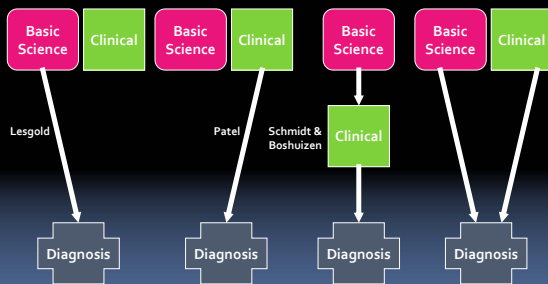 Basic
Science
Clinical
Basic
Science
Clinical
Basic
Science
Basic
Science
Clinical
Lesgold
Patel
Schmidt &
Boshuizen
Clinical
Diagnosis
Diagnosis
Diagnosis
Diagnosis